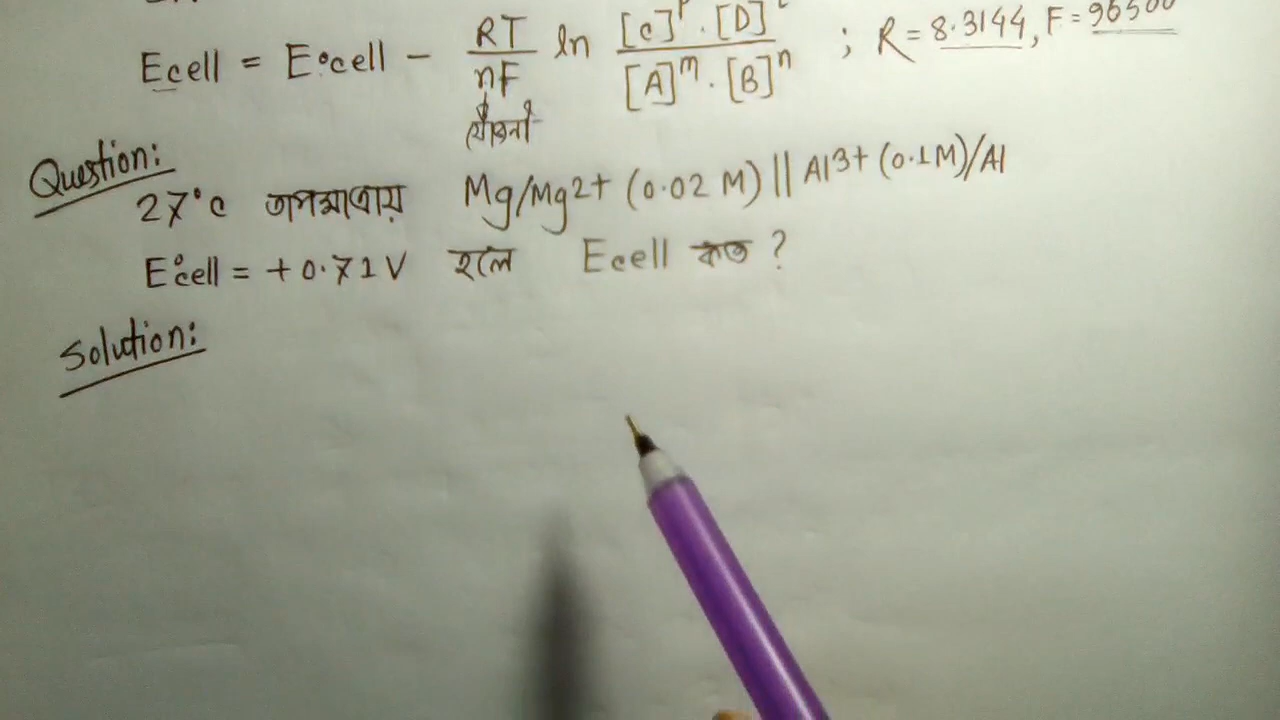 Ecell = E°cell - RT/nF ln [C]^p . [D] / [A]^m . [B]^n ; R = 8.3144, F = 96500
যোজনী
Question:
27°c তাপমাত্রায় Mg/Mg2+ (0.02 M) || Al3+ (0.1M)/Al
E°cell = +0.71V হলে Ecell কত ?
Solution: